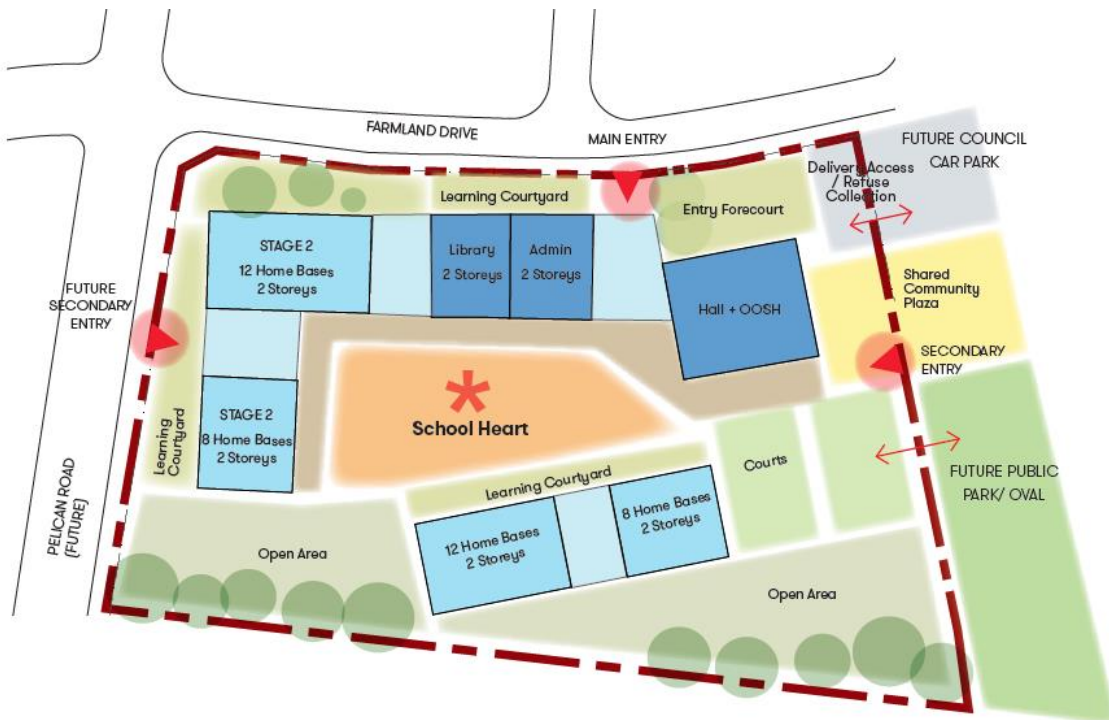 FARMLAND DRIVE
MAIN ENTRY
FUTURE COUNCIL
CAR PARK
Delivery Access
/ Refuse
Collection
Learning Courtyard
Entry Forecourt
STAGE 2
12 Home Bases
2 Storeys
Library
2 Storeys
Admin
2 Storeys
FUTURE
SECONDARY
ENTRY
Hall + OOSH
Shared
Community
Plaza
SECONDARY
ENTRY
STAGE 2
8 Home Bases
2 Storeys
Learning
Courtyard
School Heart
Learning Courtyard
Courts
FUTURE PUBLIC
PARK/ OVAL
PELICAN ROAD
(FUTURE)
Open Area
12 Home Bases
2 Storeys
8 Home Bases
2 Storeys
Open Area